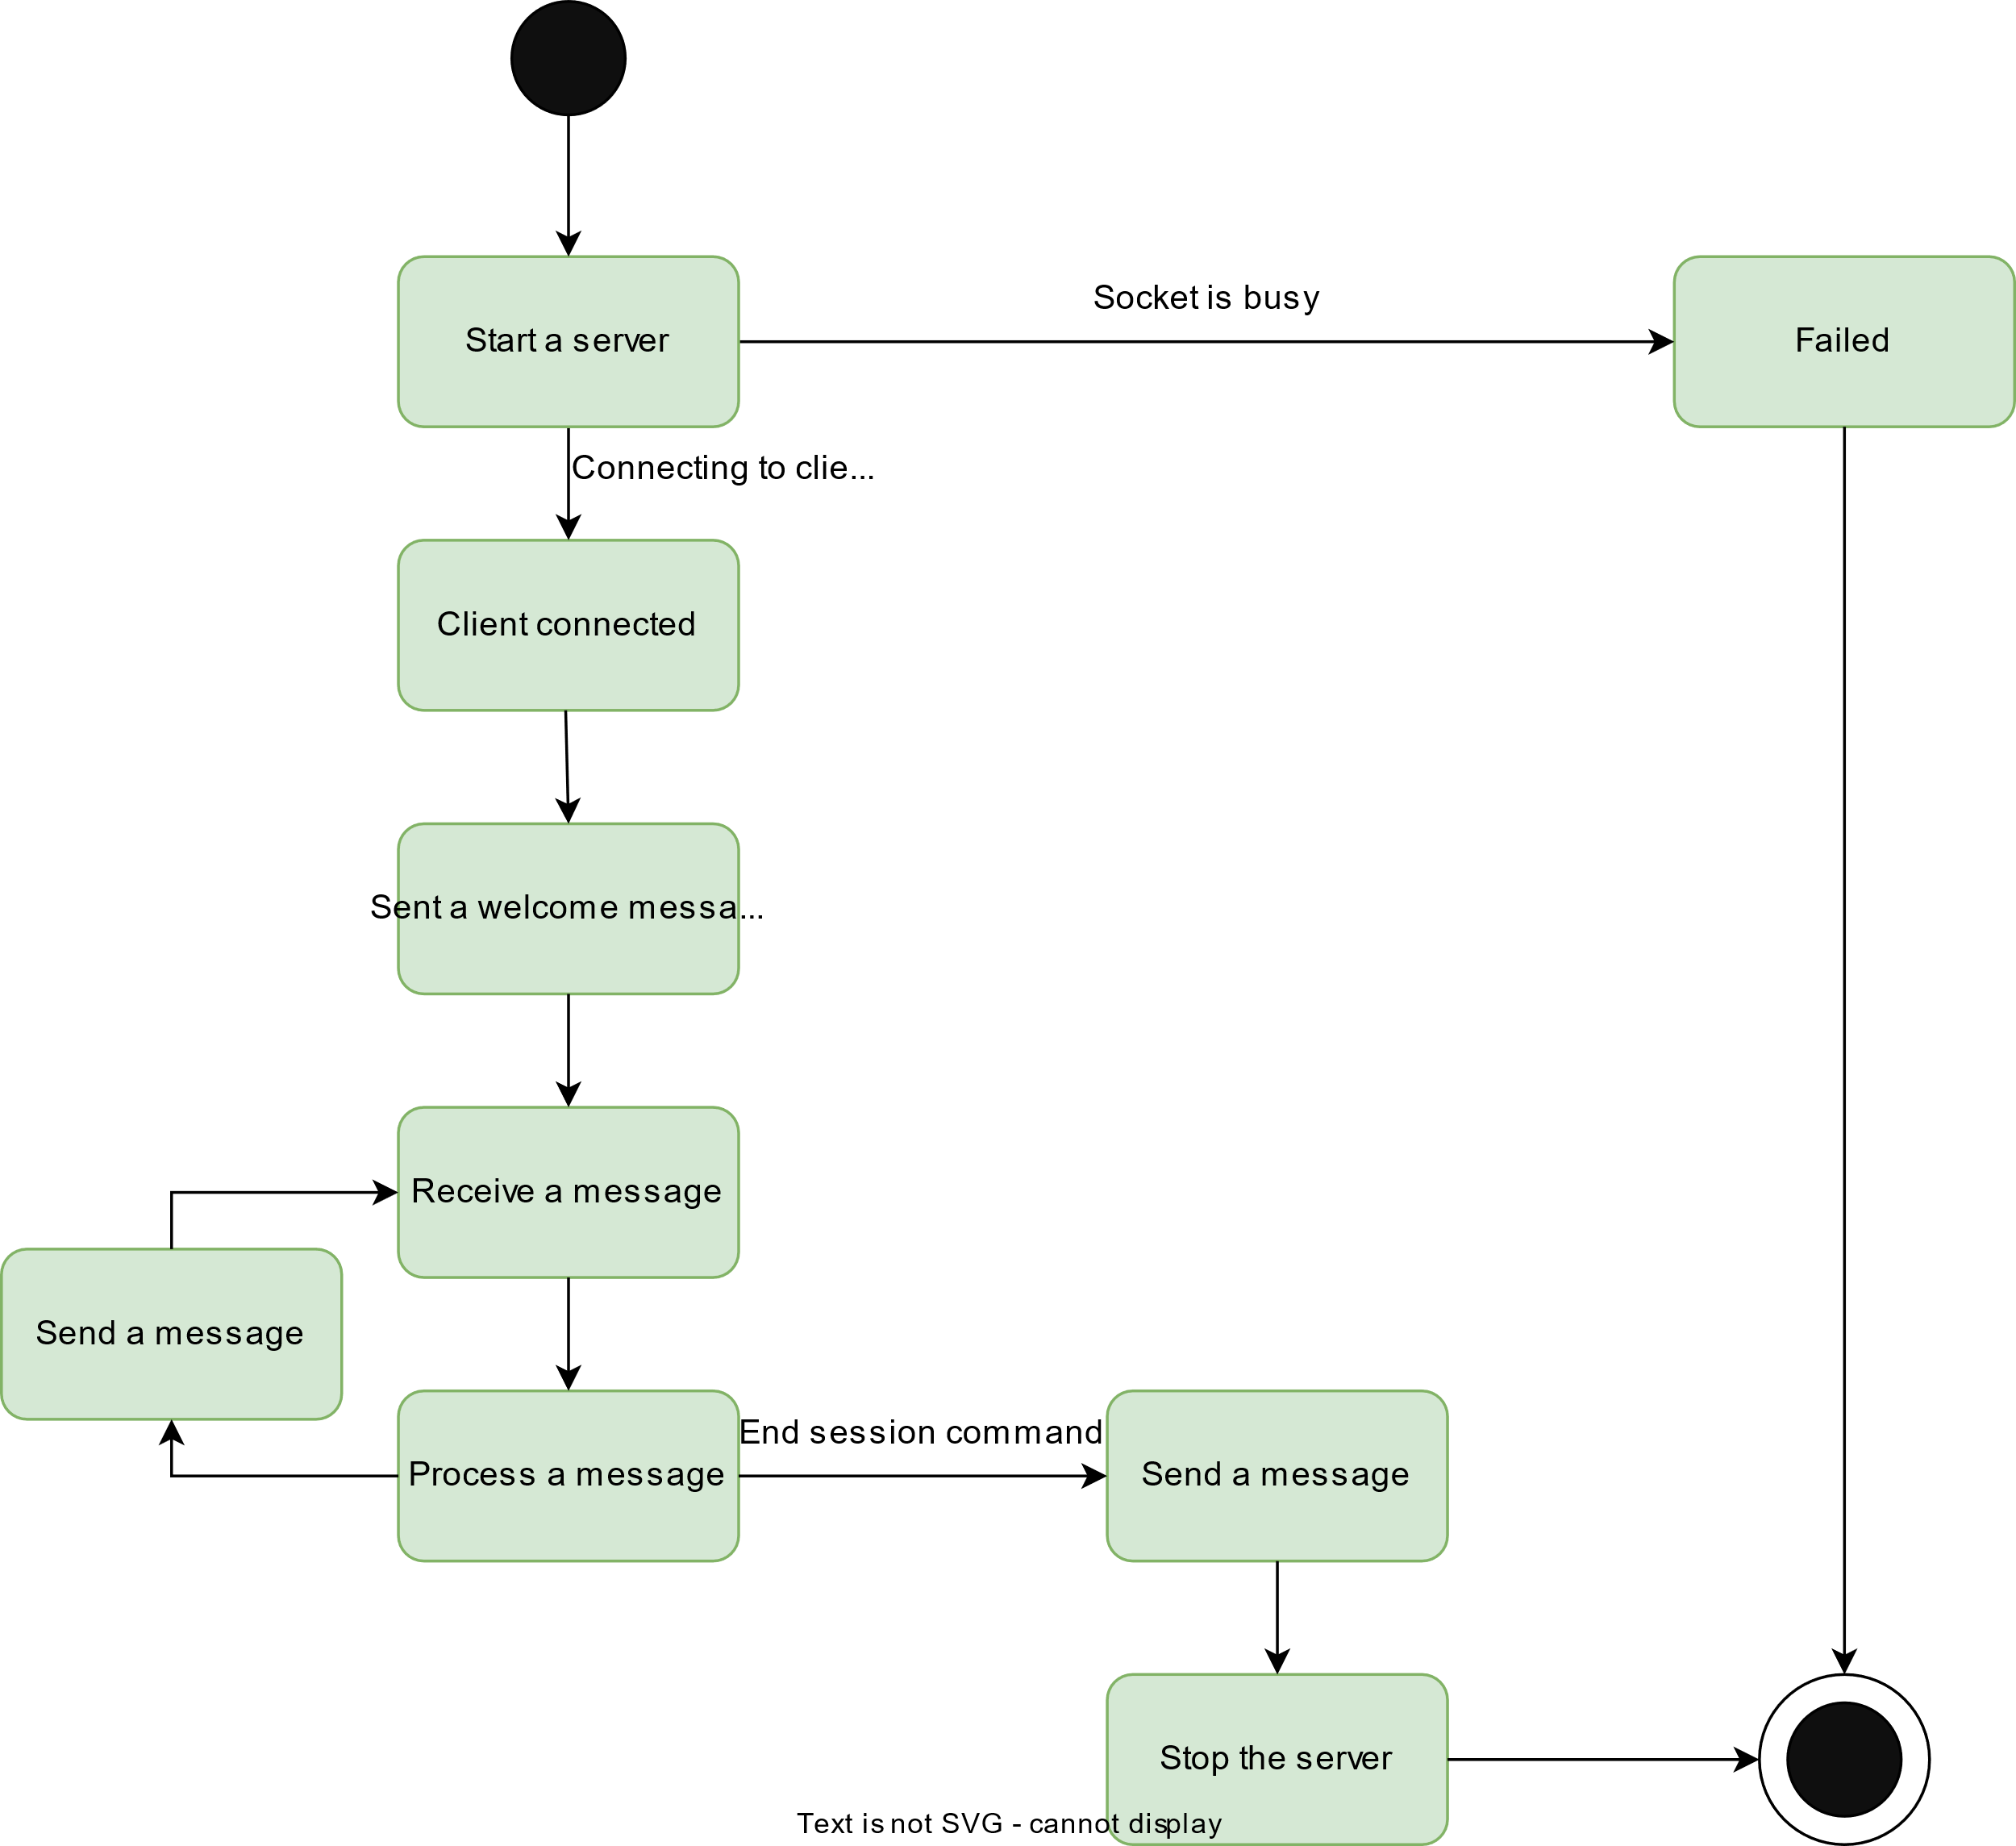 Start a server
Socket is busy
Failed
Connecting to clie...
Client connected
Sent a welcome messa...
Receive a message
Send a message
End session command
Process a message
Send a message
Stop the server
Text is not SVG - cannot display